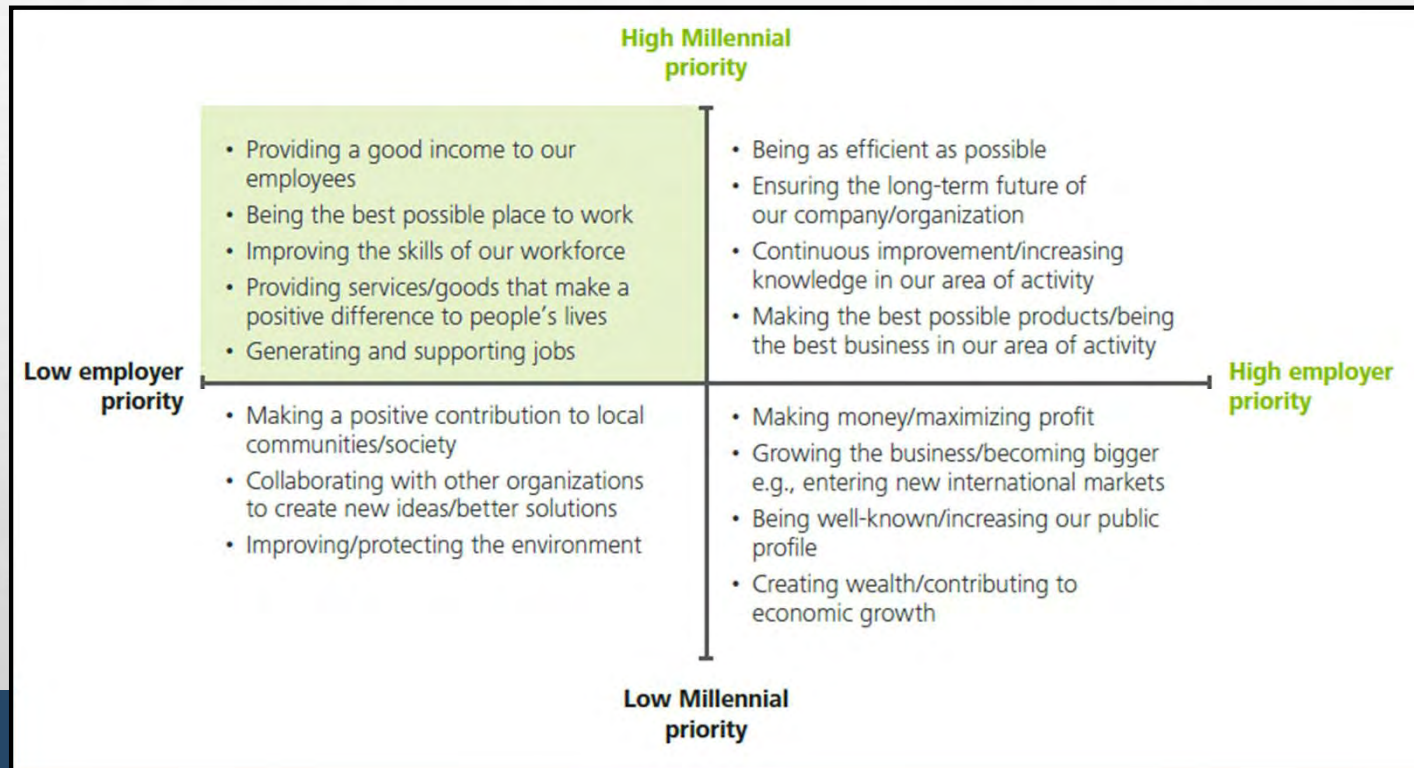 High Millennial
priority
• Providing a good income to our
employees
• Being the best possible place to work
• Improving the skills of our workforce
• Providing services/goods that make a
positive difference to people's lives
• Generating and supporting jobs
• Being as efficient as possible
• Ensuring the long-term future of
our company/organization
• Continuous improvement/increasing
knowledge in our area of activity
• Making the best possible products/being
the best business in our area of activity
Low employer
priority
High employer
priority
• Making a positive contribution to local
communities/society
• Collaborating with other organizations
to create new ideas/better solutions
• Improving/protecting the environment
• Making money/maximizing profit
• Growing the business/becoming bigger
e.g., entering new international markets
• Being well-known/increasing our public
profile
• Creating wealth/contributing to
economic growth
Low Millennial
priority